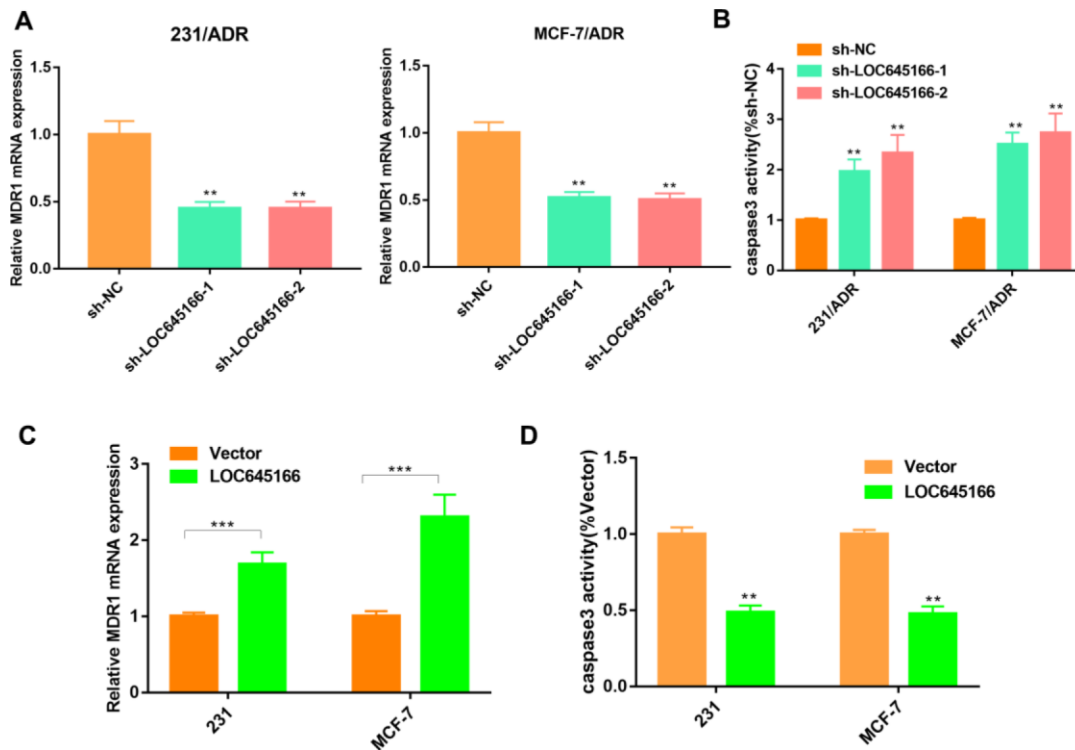 A
231/ADR
Relative MDR1 mRNA expression
1.5
1.0
0.5
0.0
**
**
sh-NC
sh-LOC645166-1
sh-LOC645166-2
MCF-7/ADR
Relative MDR1 mRNA expression
1.5
1.0
0.5
0.0
**
**
sh-NC
sh-LOC645166-1
sh-LOC645166-2
B
sh-NC
sh-LOC645166-1
sh-LOC645166-2
caspase3 activity(%sh-NC)
4
3
2
1
0
**
**
**
**
231/ADR
MCF-7/ADR
C
Vector
LOC645166
Relative MDR1 mRNA expression
3
2
1
0
***
***
231
MCF-7
D
Vector
LOC645166
caspase3 activity(%Vector)
1.5
1.0
0.5
0.0
**
**
231
MCF-7